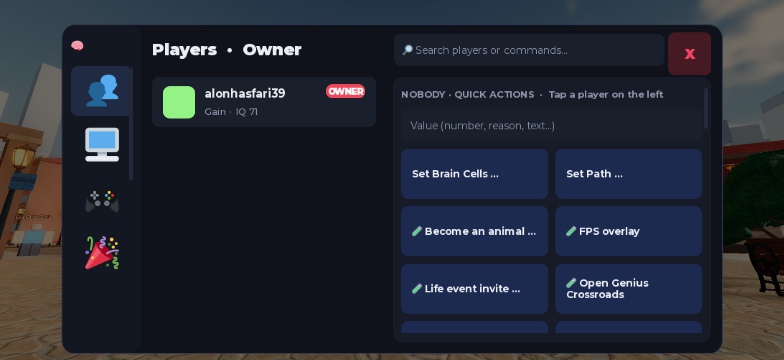 Players • Owner
Search players or commands...
X
alonhasfari39
OWNER
Gain · IQ 71
NOBODY · QUICK ACTIONS · Tap a player on the left
Value (number, reason, text...)
Set Brain Cells ...
Set Path ...
Become an animal ...
FPS overlay
Life event invite ...
Open Genius
Crossroads